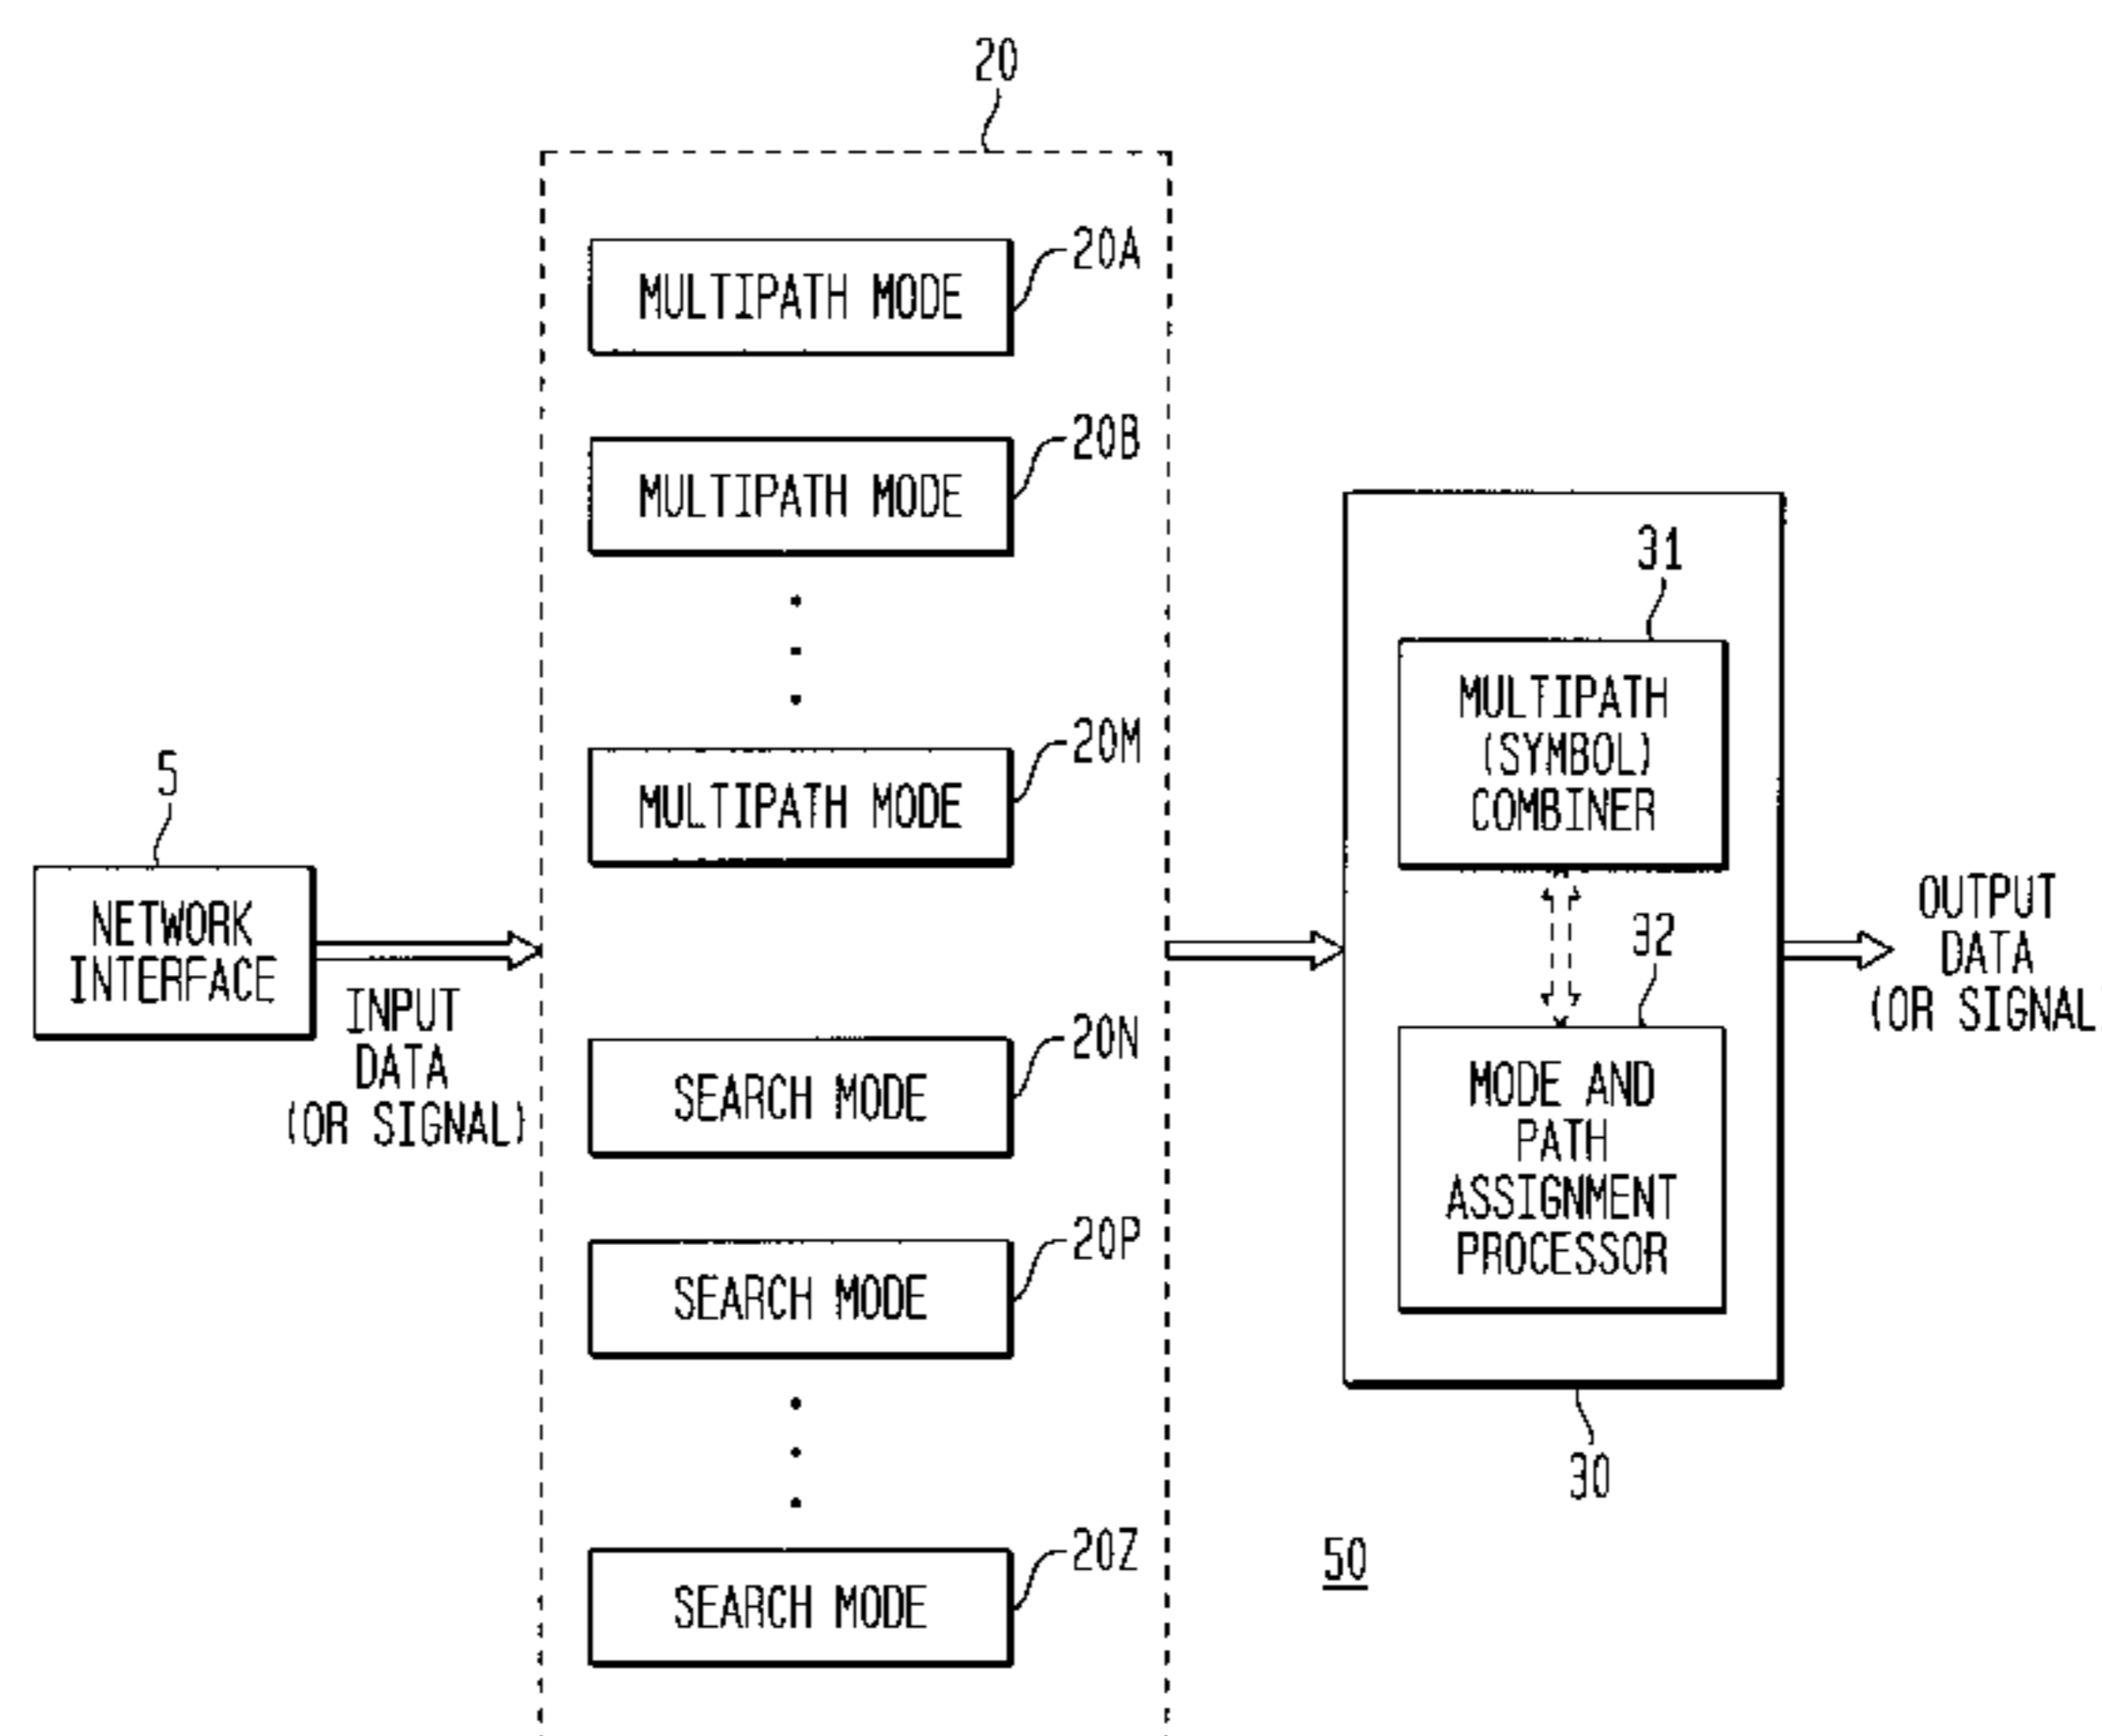 20
20A
MULTIPATH MODE
20B
MULTIPATH MODE
20M
MULTIPATH MODE
5
NETWORK
INTERFACE
INPUT
DATA
(OR SIGNAL)
20N
SEARCH MODE
20P
SEARCH MODE
20Z
SEARCH MODE
31
MULTIPATH
(SYMBOL)
COMBINER
32
MODE AND
PATH
ASSIGNMENT
PROCESSOR
30
OUTPUT
DATA
(OR SIGNAL)
50